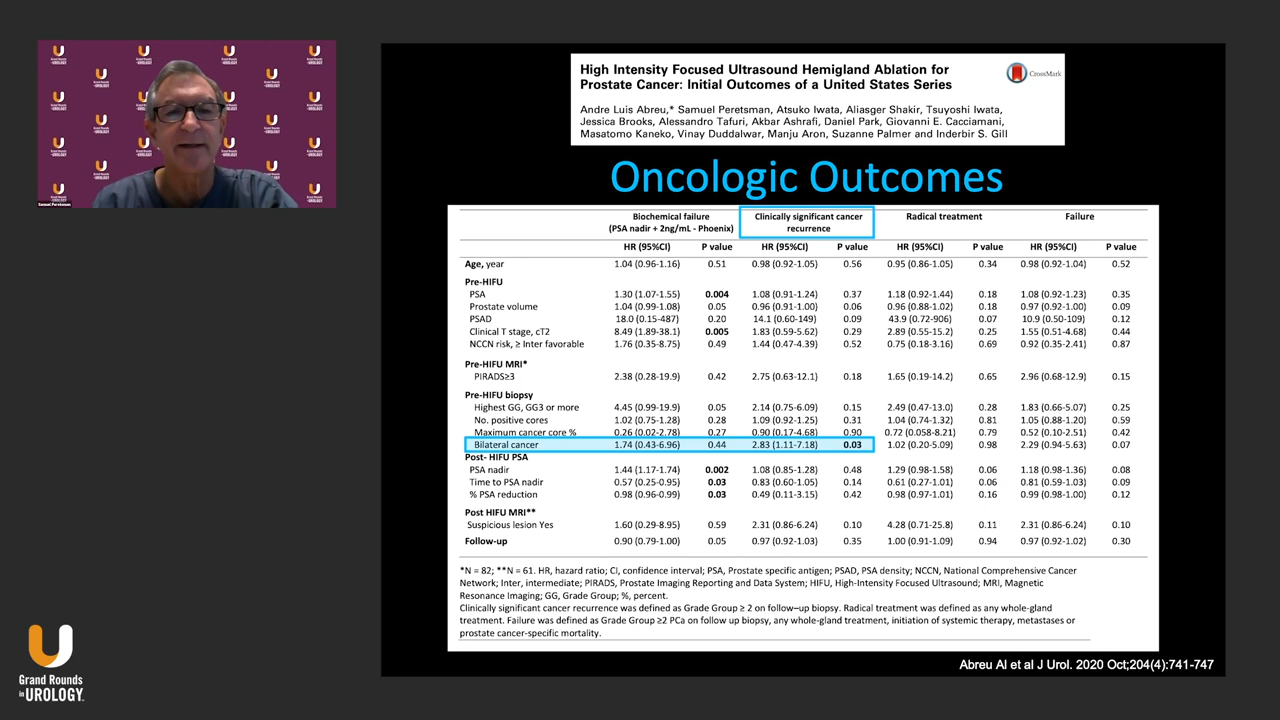 GRAND ROUNDS UROLOGY
Samuel Peretsman
High Intensity Focused Ultrasound Hemigland Ablation for
Prostate Cancer: Initial Outcomes of a United States Series
CrossMark
Andre Luis Abreu,* Samuel Peretsman, Atsuko Iwata, Aliasger Shakir, Tsuyoshi Iwata,
Jessica Brooks, Alessandro Tafuri, Akbar Ashrafi, Daniel Park, Giovanni E. Cacciamani,
Masatomo Kaneko, Vinay Duddalwar, Manju Aron, Suzanne Palmer and Inderbir S. Gill
Oncologic Outcomes
Biochemical failure (PSA nadir + 2ng/mL - Phoenix) Clinically significant cancer recurrence Radical treatment Failure
HR (95%CI) P value HR (95%CI) P value HR (95%CI) P value HR (95%CI) P value
Age, year 1.04 (0.96-1.16) 0.51 0.98 (0.92-1.05) 0.56 0.95 (0.86-1.05) 0.34 0.98 (0.92-1.04) 0.52
Pre-HIFU
PSA 1.30 (1.07-1.55) 0.004 1.08 (0.91-1.24) 0.37 1.18 (0.92-1.44) 0.18 1.08 (0.92-1.23) 0.35
Prostate volume 1.04 (0.99-1.08) 0.05 0.96 (0.91-1.00) 0.06 0.96 (0.88-1.02) 0.18 0.97 (0.92-1.00) 0.09
PSAD 18.0 (0.15-487) 0.20 14.1 (0.60-149) 0.09 43.9 (0.72-906) 0.07 10.9 (0.50-109) 0.12
Clinical T stage, cT2 8.49 (1.89-38.1) 0.005 1.83 (0.59-5.62) 0.29 2.89 (0.55-15.2) 0.25 1.55 (0.51-4.68) 0.44
NCCN risk, ≥ Inter favorable 1.76 (0.35-8.75) 0.49 1.44 (0.47-4.39) 0.52 0.75 (0.18-3.16) 0.69 0.92 (0.35-2.41) 0.87
Pre-HIFU MRI*
PIRADS≥3 2.38 (0.28-19.9) 0.42 2.75 (0.63-12.1) 0.18 1.65 (0.19-14.2) 0.65 2.96 (0.68-12.9) 0.15
Pre-HIFU biopsy
Highest GG, GG3 or more 4.45 (0.99-19.9) 0.05 2.14 (0.75-6.09) 0.15 2.49 (0.47-13.0) 0.28 1.83 (0.66-5.07) 0.25
No. positive cores 1.02 (0.75-1.28) 0.28 1.09 (0.92-1.25) 0.31 1.04 (0.74-1.32) 0.81 1.05 (0.88-1.20) 0.59
Maximum cancer core % 0.26 (0.02-2.78) 0.27 0.90 (0.17-4.68) 0.90 0.72 (0.058-8.21) 0.79 0.52 (0.10-2.51) 0.42
Bilateral cancer 1.74 (0.43-6.96) 0.44 2.83 (1.11-7.18) 0.03 1.02 (0.20-5.09) 0.98 2.29 (0.94-5.63) 0.07
Post- HIFU PSA
PSA nadir 1.44 (1.17-1.74) 0.002 1.08 (0.85-1.28) 0.48 1.29 (0.98-1.58) 0.06 1.18 (0.98-1.36) 0.08
Time to PSA nadir 0.57 (0.25-0.95) 0.03 0.83 (0.60-1.05) 0.14 0.61 (0.27-1.01) 0.06 0.81 (0.59-1.03) 0.09
% PSA reduction 0.98 (0.96-0.99) 0.03 0.49 (0.11-3.15) 0.42 0.98 (0.97-1.01) 0.16 0.99 (0.98-1.00) 0.12
Post HIFU MRI**
Suspicious lesion Yes 1.60 (0.29-8.95) 0.59 2.31 (0.86-6.24) 0.10 4.28 (0.71-25.8) 0.11 2.31 (0.86-6.24) 0.10
Follow-up 0.90 (0.79-1.00) 0.05 0.97 (0.92-1.03) 0.35 1.00 (0.91-1.09) 0.94 0.97 (0.92-1.02) 0.30
*N = 82; **N = 61. HR, hazard ratio; CI, confidence interval; PSA, Prostate specific antigen; PSAD, PSA density; NCCN, National Comprehensive Cancer
Network; Inter, intermediate; PIRADS, Prostate Imaging Reporting and Data System; HIFU, High-Intensity Focused Ultrasound; MRI, Magnetic
Resonance Imaging; GG, Grade Group; %, percent.
Clinically significant cancer recurrence was defined as Grade Group ≥ 2 on follow–up biopsy. Radical treatment was defined as any whole-gland
treatment. Failure was defined as Grade Group ≥2 PCa on follow up biopsy, any whole-gland treatment, initiation of systemic therapy, metastases or
prostate cancer-specific mortality.
Abreu Al et al J Urol. 2020 Oct;204(4):741-747
Grand Rounds
in UROLOGY